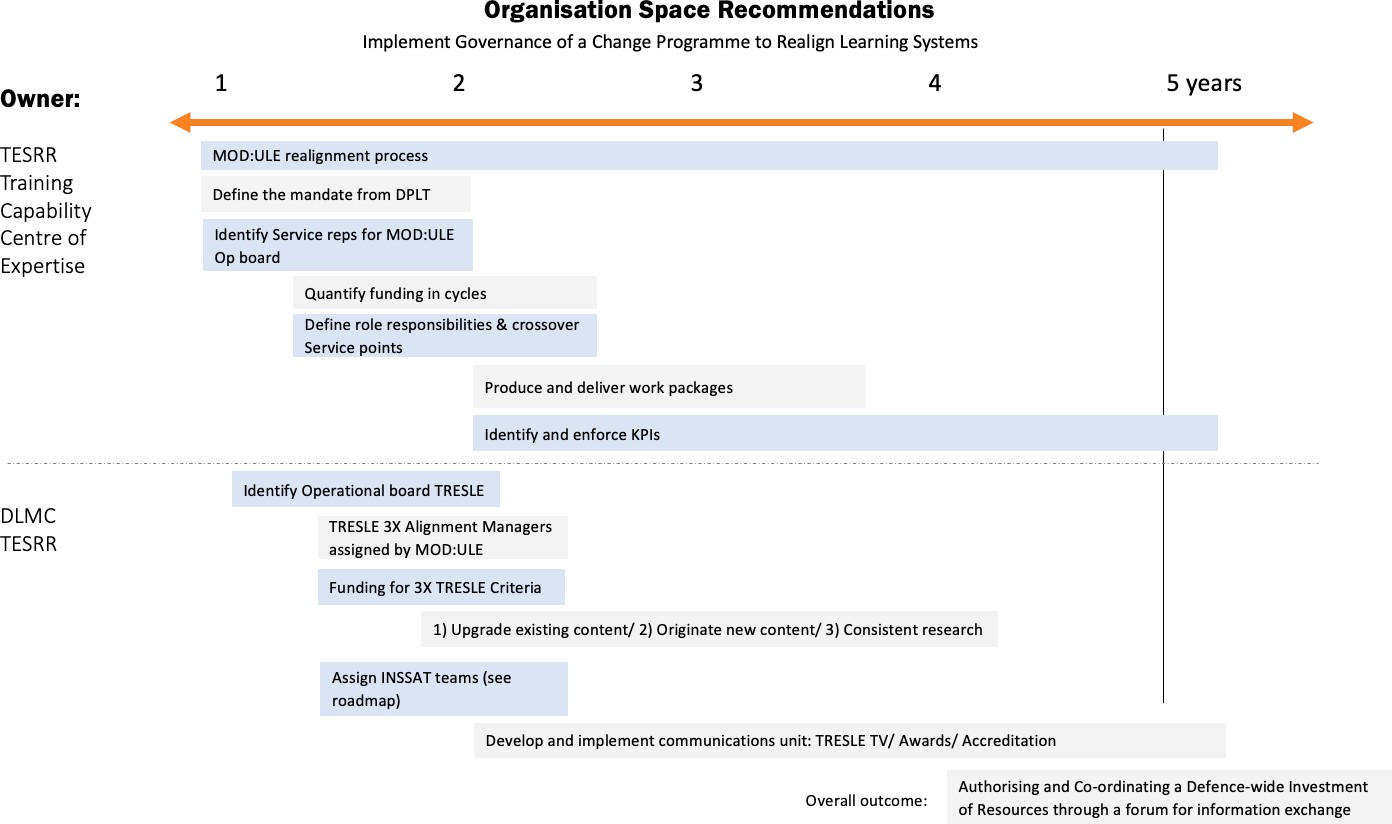 Organisation Space Recommendations
Implement Governance of a Change Programme to Realign Learning Systems
1 2 3 4 5 years
Owner:
TESRR
Training
Capability
Centre of
Expertise
MOD:ULE realignment process
Define the mandate from DPLT
Identify Service reps for MOD:ULE
Op board
Quantify funding in cycles
Define role responsibilities & crossover
Service points
Produce and deliver work packages
Identify and enforce KPIs
DLMC
TESRR
Identify Operational board TRESLE
TRESLE 3X Alignment Managers
assigned by MOD:ULE
Funding for 3X TRESLE Criteria
1) Upgrade existing content/ 2) Originate new content/ 3) Consistent research
Assign INSSAT teams (see
roadmap)
Develop and implement communications unit: TRESLE TV/ Awards/ Accreditation
Overall outcome:
Authorising and Co-ordinating a Defence-wide Investment
of Resources through a forum for information exchange